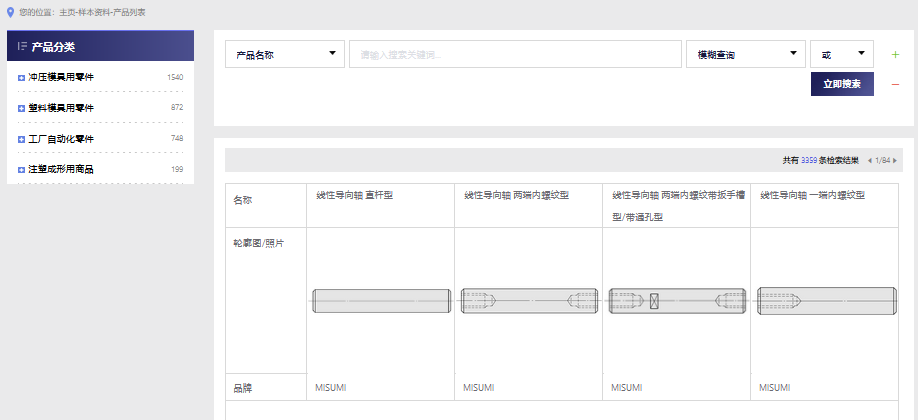 您的位置：主页-样本资料-产品列表
产品分类
冲压模具用零件 1540
塑料模具用零件 872
工厂自动化零件 748
注塑成形用商品 199
产品名称 请输入搜索关键词... 模糊查询 或 +
立即搜索 −
共有 3359 条检索结果 1/84
名称 线性导向轴 直杆型 线性导向轴 两端内螺纹型 线性导向轴 两端内螺纹带扳手槽 线性导向轴 一端内螺纹型
型/带通孔型
轮廓图/照片
品牌 MISUMI MISUMI MISUMI MISUMI